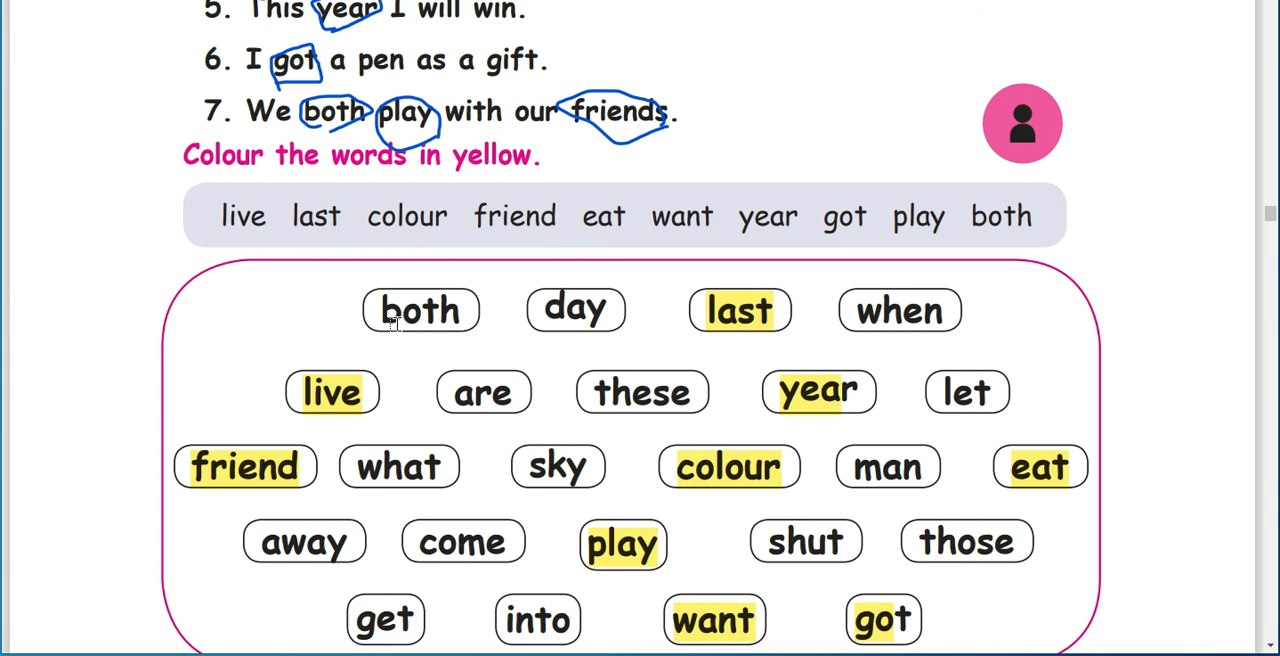 5. This year I will win.
6. I got a pen as a gift.
7. We both play with our friends.
Colour the words in yellow.
live last colour friend eat want year got play both
both day last when
live are these year let
friend what sky colour man eat
away come play shut those
get into want got